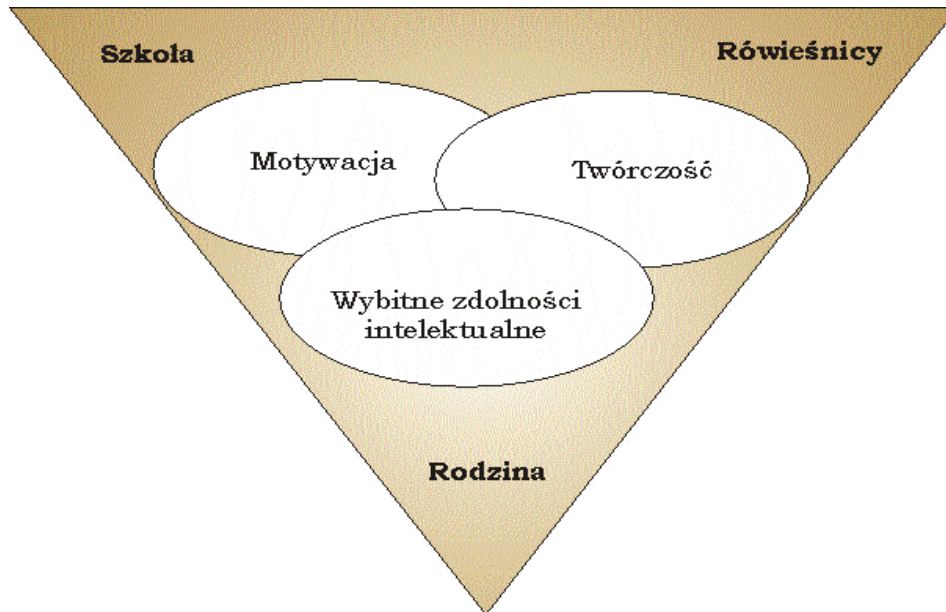 Szkoła
Rówieśnicy
Motywacja
Twórczość
Wybitne zdolności
intelektualne
Rodzina